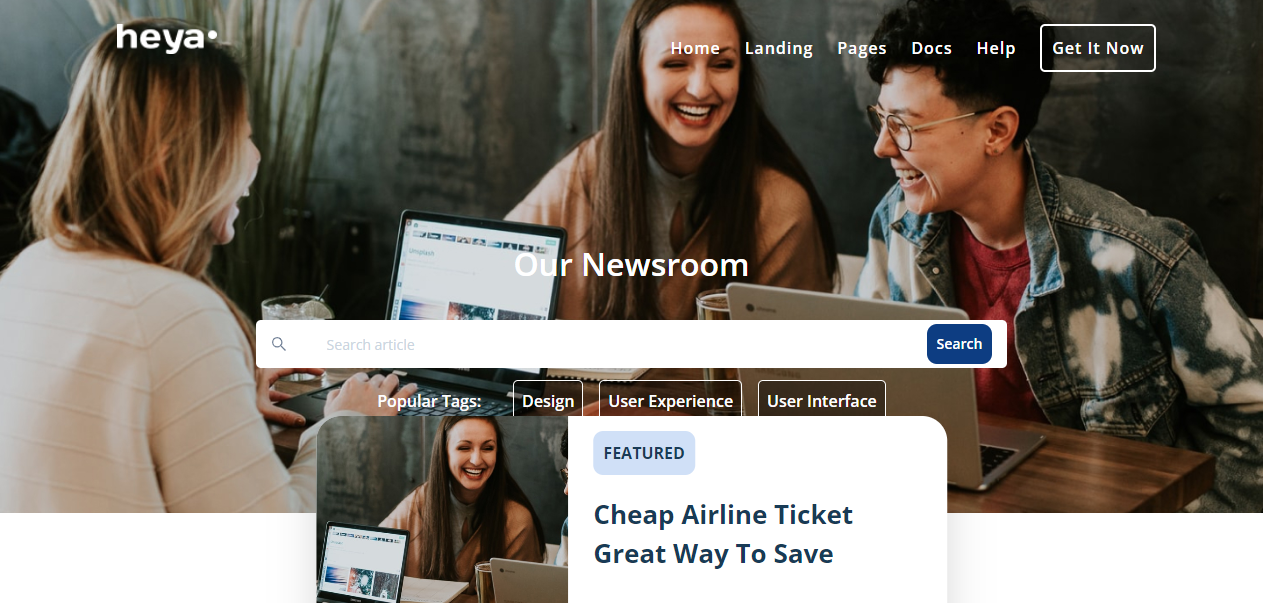 heya
Home Landing Pages Docs Help Get It Now
Unsplash
Our Newsroom
Search article Search
Popular Tags: Design User Experience User Interface
FEATURED
Cheap Airline Ticket
Great Way To Save